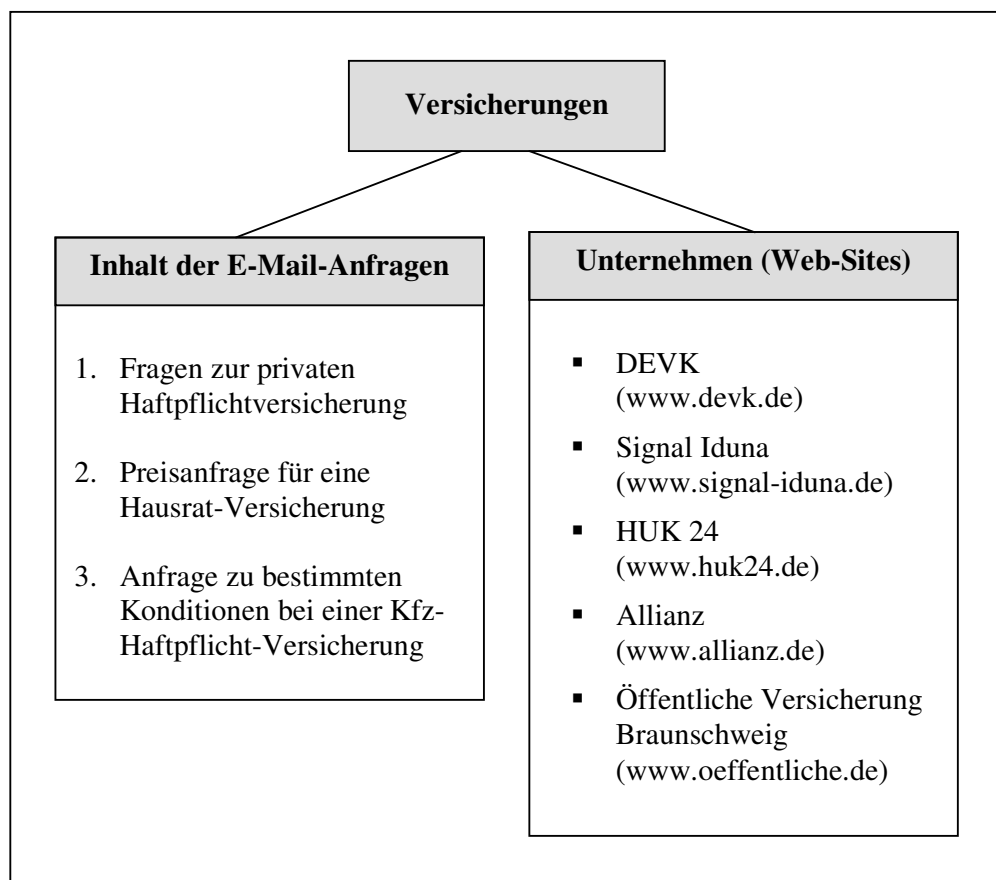 Versicherungen
Inhalt der E-Mail-Anfragen
1. Fragen zur privaten
Haftpflichtversicherung
2. Preisanfrage für eine
Hausrat-Versicherung
3. Anfrage zu bestimmten
Konditionen bei einer Kfz-
Haftpflicht-Versicherung
Unternehmen (Web-Sites)
▪ DEVK
(www.devk.de)
▪ Signal Iduna
(www.signal-iduna.de)
▪ HUK 24
(www.huk24.de)
▪ Allianz
(www.allianz.de)
▪ Öffentliche Versicherung
Braunschweig
(www.oeffentliche.de)